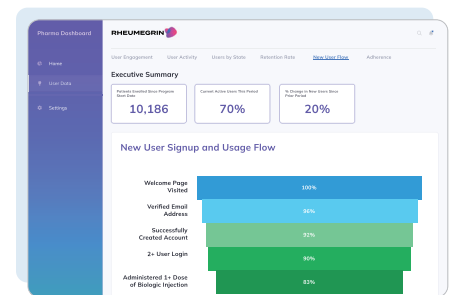 Pharma Dashboard
RHEUMEGRIN
Home
User Data
Settings
User Engagement
User Activity
Users by State
Retention Rate
New User Flow
Adherence
Executive Summary
Patients Enrolled Since Program
Start Date
10,186
Current Active Users This Period
70%
% Change in New Users Since
Prior Period
20%
New User Signup and Usage Flow
Welcome Page
Visited
100%
Verified Email
Address
96%
Successfully
Created Account
91%
2+ User Login
90%
Administered 1+ Dose
of Biologic Injection
83%